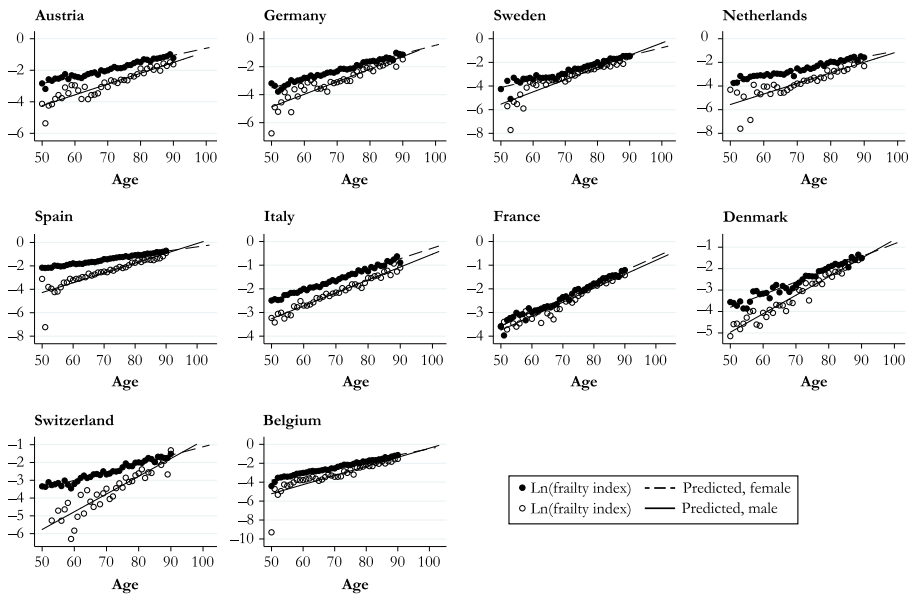 Austria
0
−2
−4
−6
50 60 70 80 90 100
Age
Germany
0
−2
−4
−6
50 60 70 80 90 100
Age
Sweden
0
−2
−4
−6
−8
50 60 70 80 90 100
Age
Netherlands
0
−2
−4
−6
−8
50 60 70 80 90 100
Age
Spain
0
−2
−4
−6
−8
50 60 70 80 90 100
Age
Italy
0
−1
−2
−3
−4
50 60 70 80 90 100
Age
France
0
−1
−2
−3
−4
50 60 70 80 90 100
Age
Denmark
−1
−2
−3
−4
−5
50 60 70 80 90 100
Age
Switzerland
−1
−2
−3
−4
−5
−6
50 60 70 80 90 100
Age
Belgium
0
−2
−4
−6
−8
−10
50 60 70 80 90 100
Age
Ln(frailty index) Predicted, female
Ln(frailty index) Predicted, male